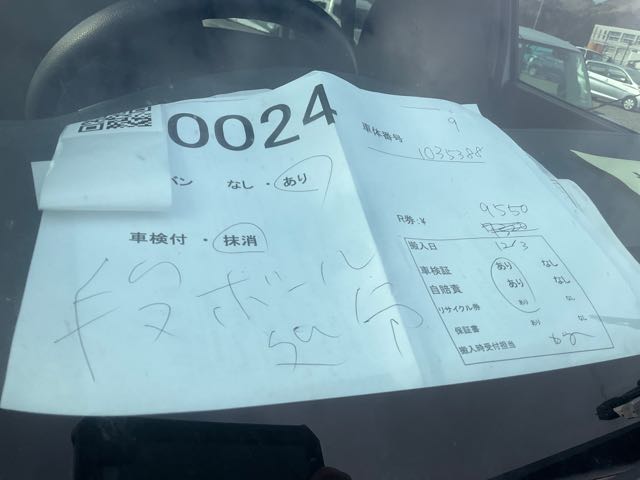 0024
パン なし・あり
車検付・抹消
車体番号
9
1035388
R券:¥ 9550
搬入日 12/3
車検証 あり なし
自賠責 あり なし
リサイクル券 あり なし
保証書 あり なし
搬入時受付担当
ボール